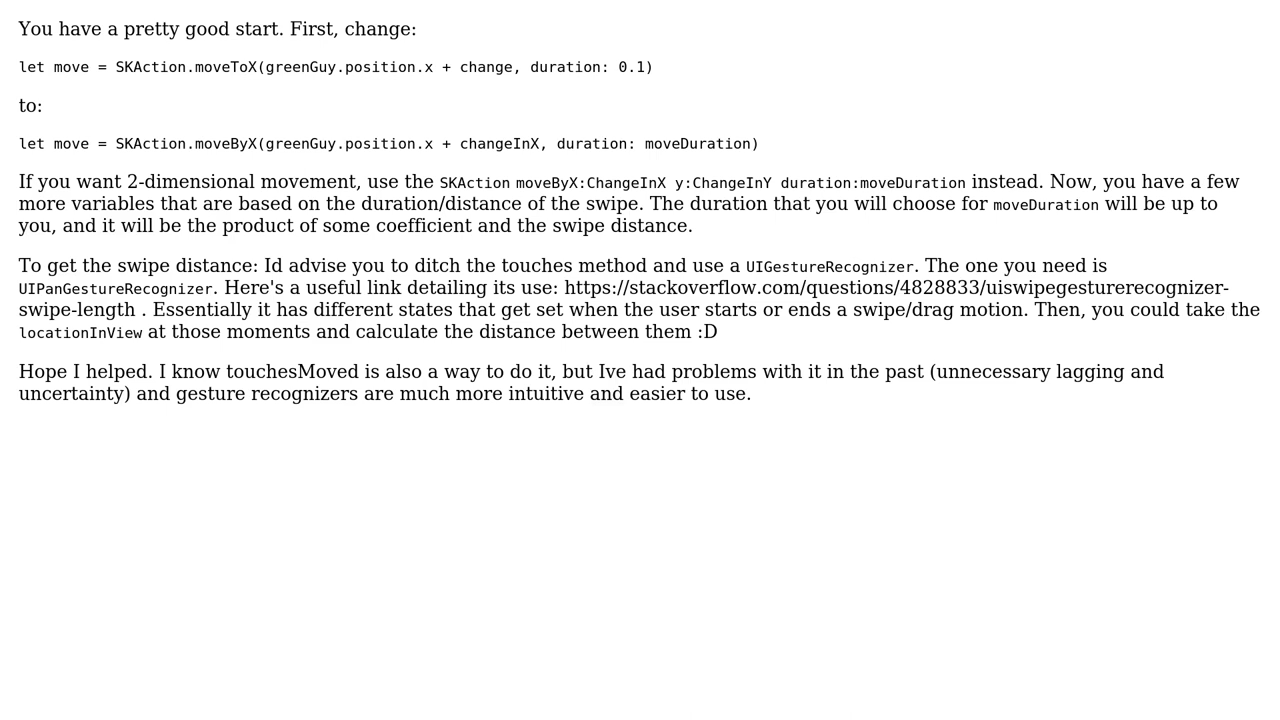 You have a pretty good start. First, change:
let move = SKAction.moveToX(greenGuy.position.x + change, duration: 0.1)
to:
let move = SKAction.moveByX(greenGuy.position.x + changeInX, duration: moveDuration)
If you want 2-dimensional movement, use the SKAction moveByX:ChangeInX y:ChangeInY duration:moveDuration instead. Now, you have a few
more variables that are based on the duration/distance of the swipe. The duration that you will choose for moveDuration will be up to
you, and it will be the product of some coefficient and the swipe distance.
To get the swipe distance: Id advise you to ditch the touches method and use a UIGestureRecognizer. The one you need is
UIPanGestureRecognizer. Here's a useful link detailing its use: https://stackoverflow.com/questions/4828833/uiswipegesturerecognizer-
swipe-length . Essentially it has different states that get set when the user starts or ends a swipe/drag motion. Then, you could take the
locationInView at those moments and calculate the distance between them :D
Hope I helped. I know touchesMoved is also a way to do it, but Ive had problems with it in the past (unnecessary lagging and
uncertainty) and gesture recognizers are much more intuitive and easier to use.